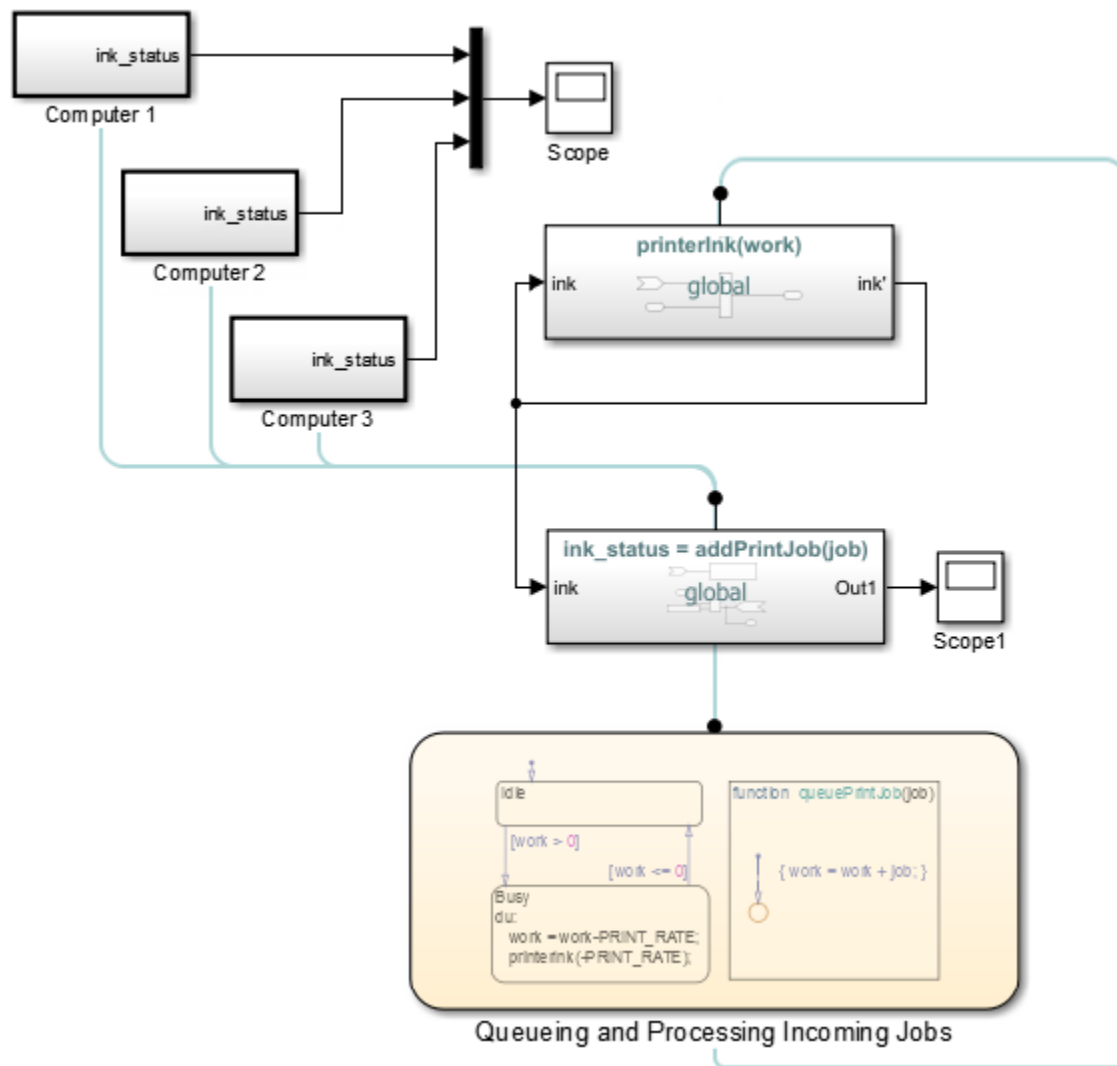 ink_status
Computer 1
ink_status
Computer 2
ink_status
Computer 3
Scope
printerInk(work)
ink
global
ink'
ink_status = addPrintJob(job)
ink
global
Out1
Scope1
Idle
[work > 0]
[work <= 0]
Busy
du:
work =work-PRINT_RATE;
printerInk(-PRINT_RATE);
function queuePrintJob(job)
{ work = work + job; }
Queueing and Processing Incoming Jobs